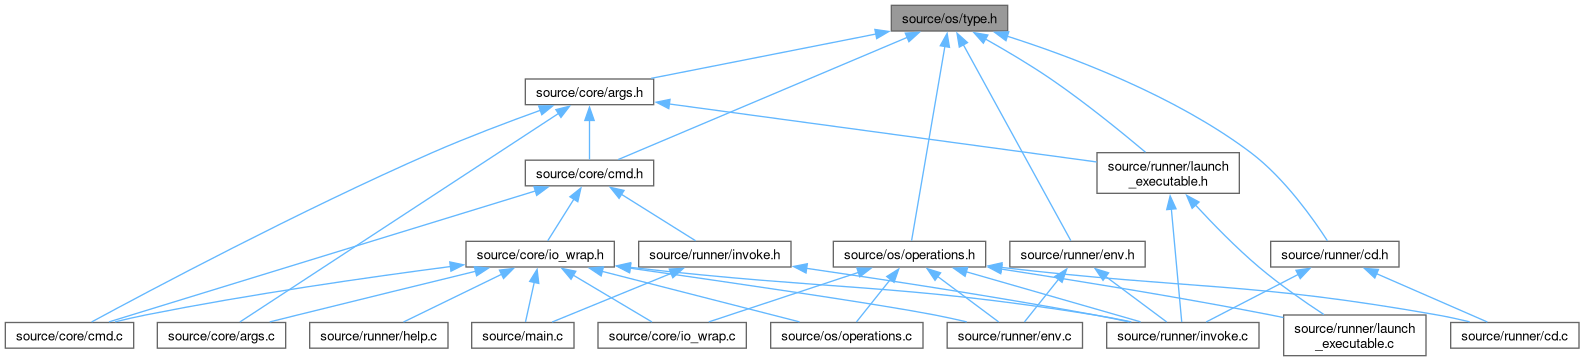 source/os/type.h
source/core/args.h
source/core/cmd.h
source/runner/launch
_executable.h
source/core/io_wrap.h
source/runner/invoke.h
source/os/operations.h
source/runner/env.h
source/runner/cd.h
source/core/cmd.c
source/core/args.c
source/runner/help.c
source/main.c
source/core/io_wrap.c
source/os/operations.c
source/runner/env.c
source/runner/invoke.c
source/runner/launch
_executable.c
source/runner/cd.c